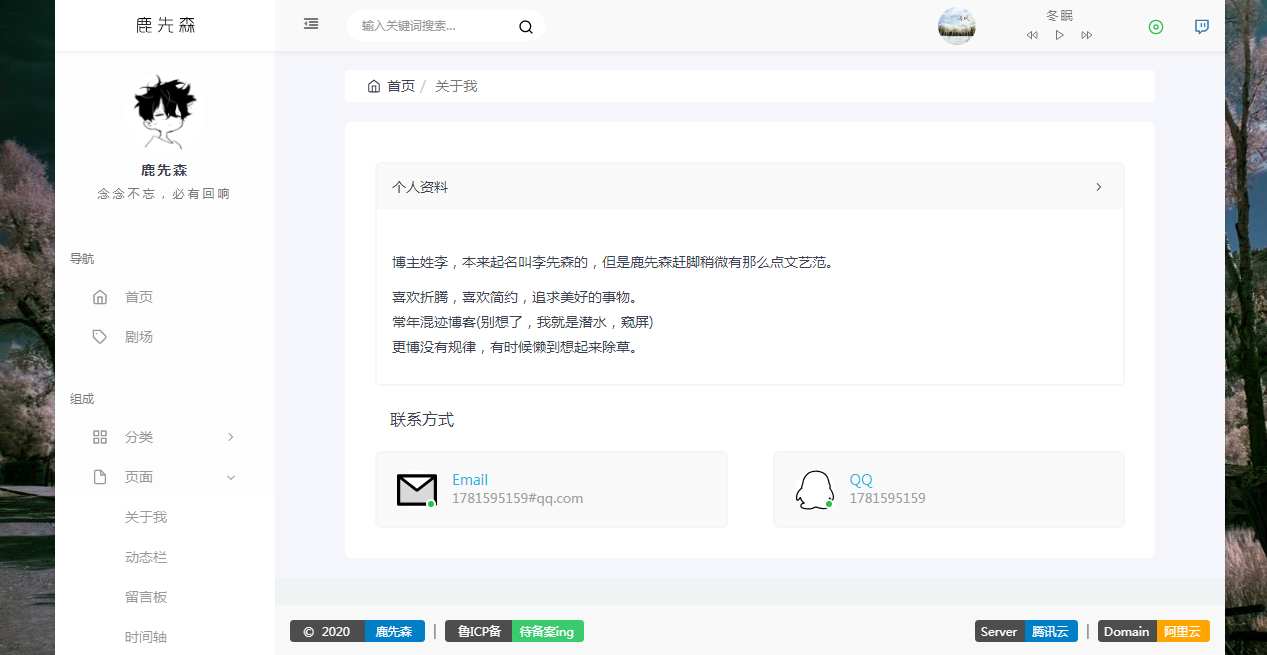 鹿先森
输入关键词搜索...
冬眠
鹿先森
念念不忘，必有回响
导航
首页
剧场
组成
分类
页面
关于我
动态栏
留言板
时间轴
首页 / 关于我
个人资料
博主姓李，本来起名叫李先森的，但是鹿先森赶脚稍微有那么点文艺范。
喜欢折腾，喜欢简约，追求美好的事物。
常年混迹博客(别想了，我就是潜水，窥屏)
更博没有规律，有时候懒到想起来除草。
联系方式
Email
1781595159#qq.com
QQ
1781595159
© 2020 鹿先森 | 鲁ICP备 待备案ing
Server 腾讯云 | Domain 阿里云